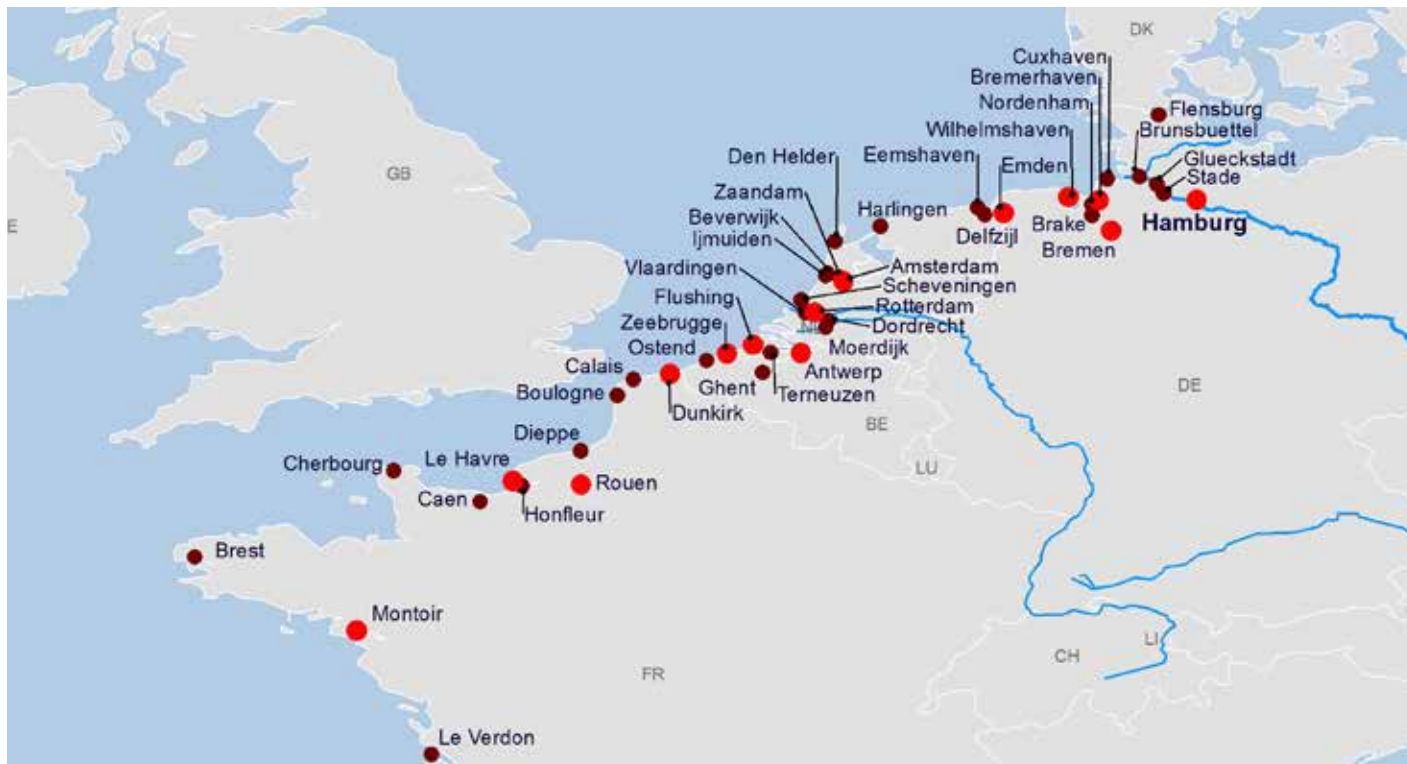 DK
Cuxhaven
Bremerhaven
Nordenham
Flensburg
Wilhelmshaven
Brunsbuettel
Den Helder
Eemshaven
Emden
Glueckstadt
Stade
GB
Zaandam
Beverwijk
Harlingen
Ijmuiden
Delfzijl
Brake
Hamburg
Bremen
Vlaardingen
Amsterdam
Scheveningen
Flushing
Rotterdam
Zeebrugge
NL
Dordrecht
Ostend
Moerdijk
Calais
Antwerp
Boulogne
Ghent
Terneuzen
DE
Dunkirk
BE
Dieppe
Cherbourg
Le Havre
LU
Rouen
Caen
Honfleur
Brest
Montoir
LI
CH
FR
Le Verdon
E